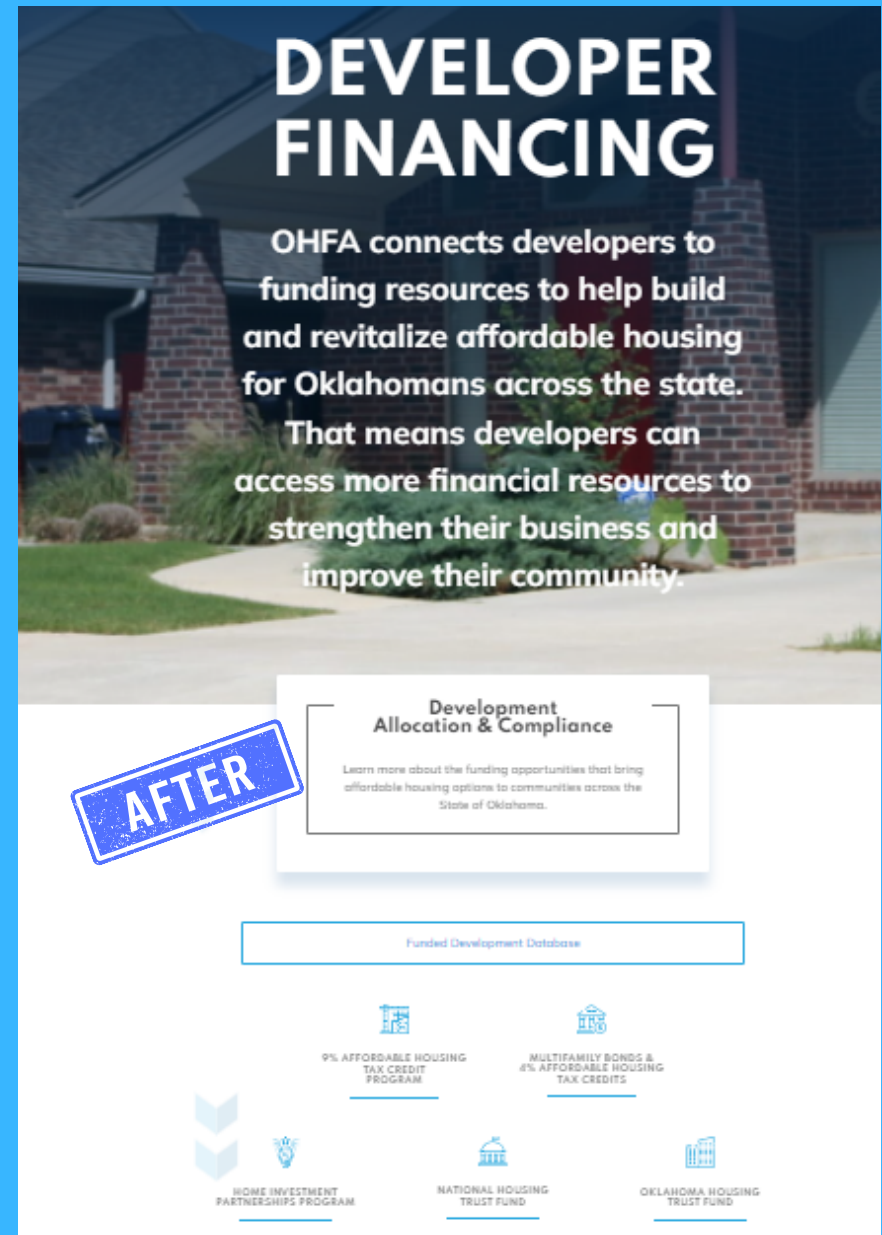 DEVELOPER
FINANCING
OHFA connects developers to
funding resources to help build
and revitalize affordable housing
for Oklahomans across the state.
That means developers can
access more financial resources to
strengthen their business and
improve their community.
Development
Allocation & Compliance
Learn more about the funding opportunities that bring
affordable housing options to communities across the
State of Oklahoma.
AFTER
Funded Development Database
9% AFFORDABLE HOUSING
TAX CREDIT
PROGRAM
MULTIFAMILY BONDS &
4% AFFORDABLE HOUSING
TAX CREDITS
HOME INVESTMENT
PARTNERSHIPS PROGRAM
NATIONAL HOUSING
TRUST FUND
OKLAHOMA HOUSING
TRUST FUND